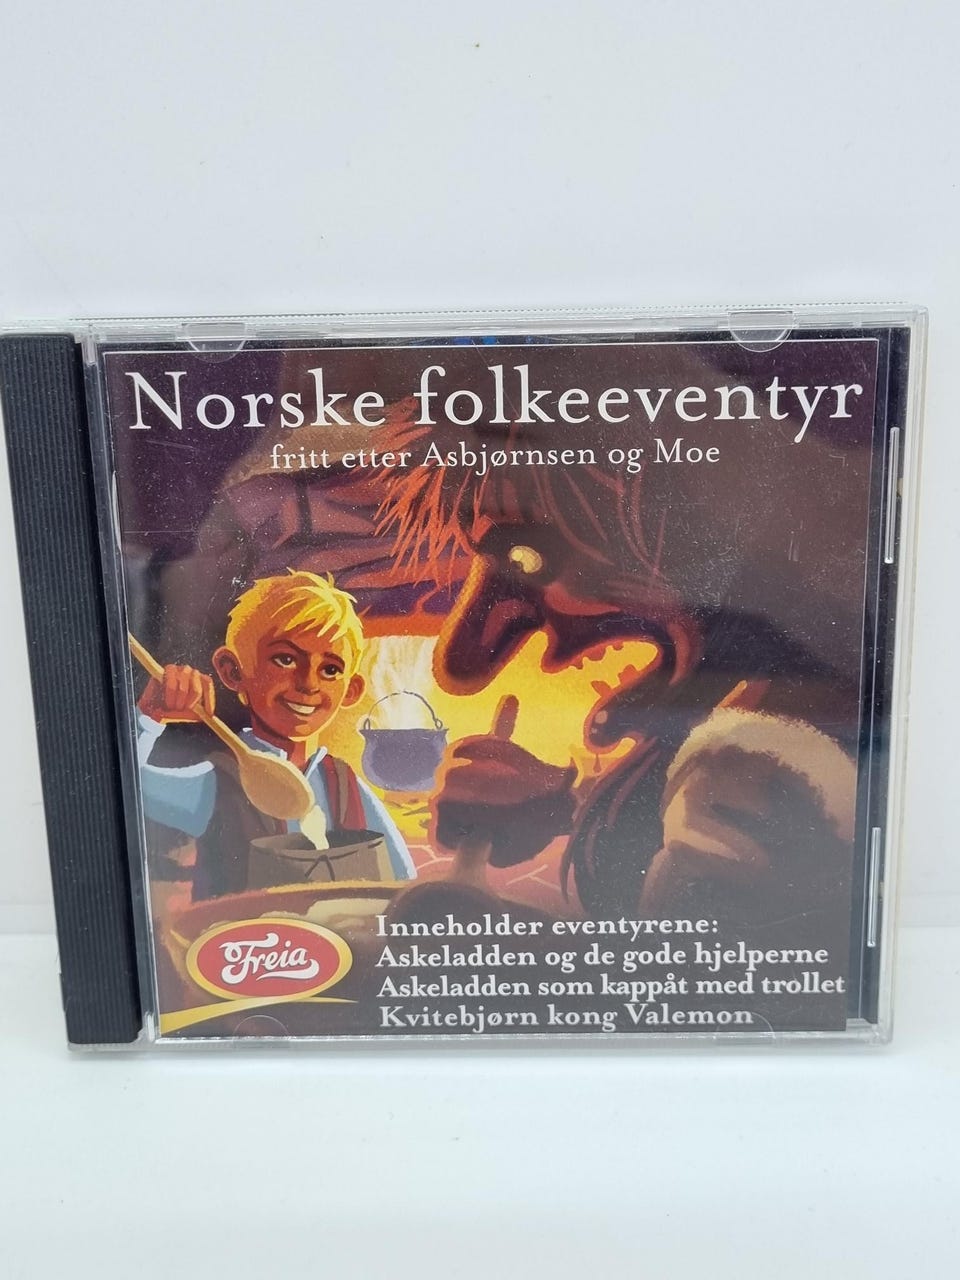 Norske folkeeventyr
fritt etter Asbjørnsen og Moe
Freia
Inneholder eventyrene:
Askeladden og de gode hjelperne
Askeladden som kappåt med trollet
Kvitebjørn kong Valemon